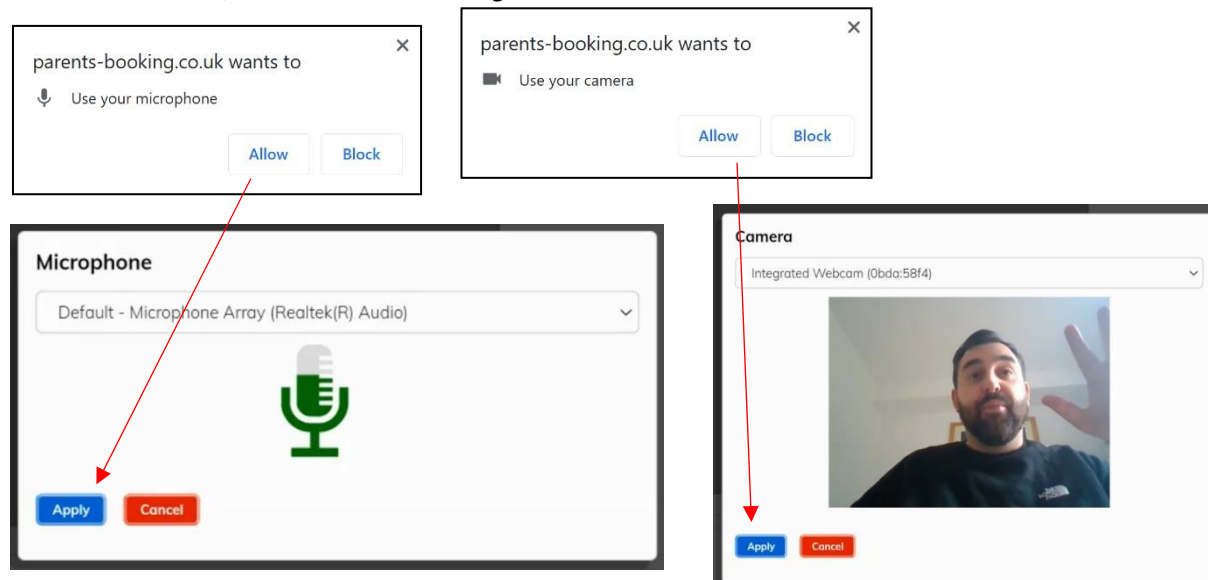 parents-booking.co.uk wants to
Use your microphone
Allow Block
parents-booking.co.uk wants to
Use your camera
Allow Block
Microphone
Default - Microphone Array (Realtek(R) Audio)
Apply Cancel
Camera
Integrated Webcam (0bda:58f4)
Apply Cancel